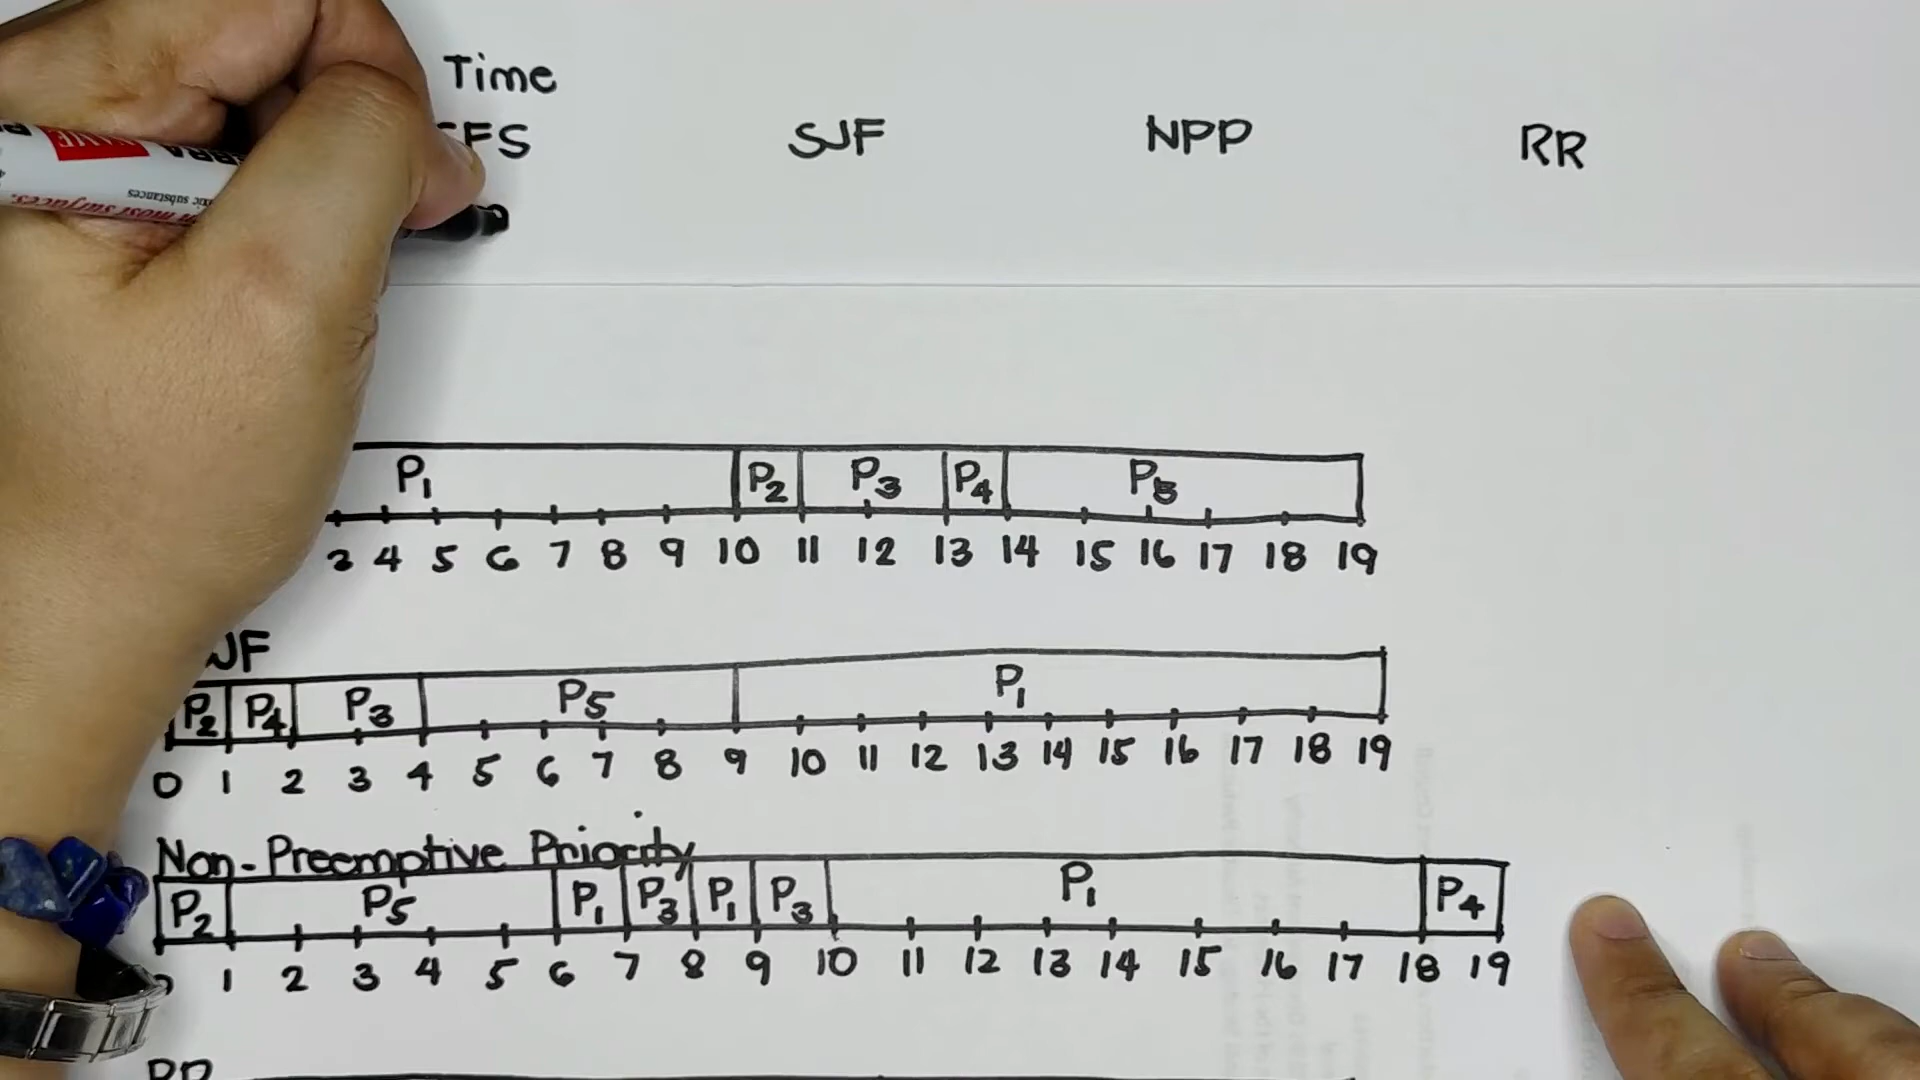 Time
FFS SJF NPP RR
P1 P2 P3 P4 P5
3 4 5 6 7 8 9 10 11 12 13 14 15 16 17 18 19
JF
P2 P4 P3 P5 P1
0 1 2 3 4 5 6 7 8 9 10 11 12 13 14 15 16 17 18 19
Non-Preemptive Priority
P2 P5 P1 P3 P1 P3 P1 P4
1 2 3 4 5 6 7 8 9 10 11 12 13 14 15 16 17 18 19
RR